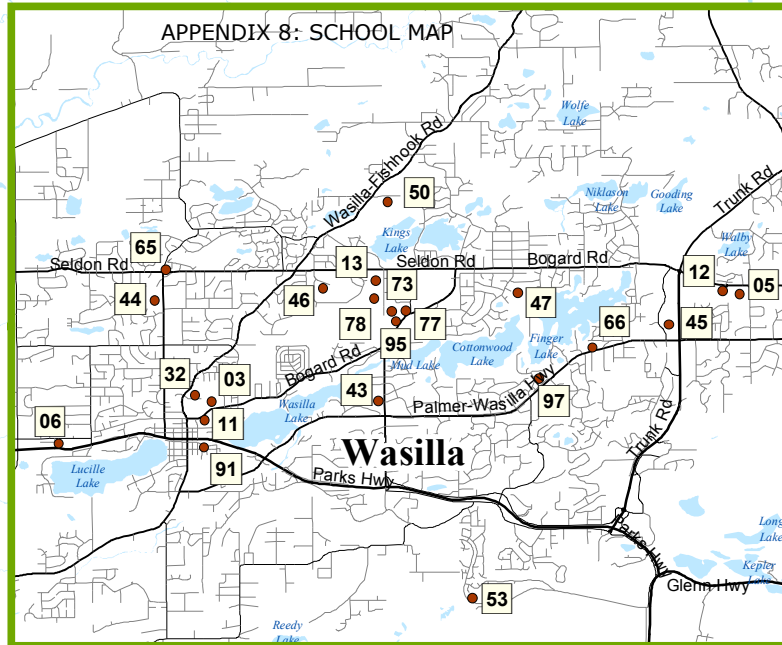 APPENDIX 8: SCHOOL MAP
Wolfe
Lake
Wasilla-Fishhook Rd
Trunk Rd
Niklason
Lake
Gooding
Lake
50
Kings
Lake
Walby
Lake
65
Seldon Rd
13
Seldon Rd
Bogard Rd
12
05
73
44
46
47
78
77
66
45
95
Mud Lake
Cottonwood
Lake
Finger
Lake
Bogard Rd
32
03
43
97
Wasilla
Lake
Palmer-Wasilla Hwy
06
11
Wasilla
Trunk Rd
91
Lucille
Lake
Parks Hwy
Parks Hwy
Long
Lake
Kepler
Lake
Glenn Hwy
53
Reedy
Lake